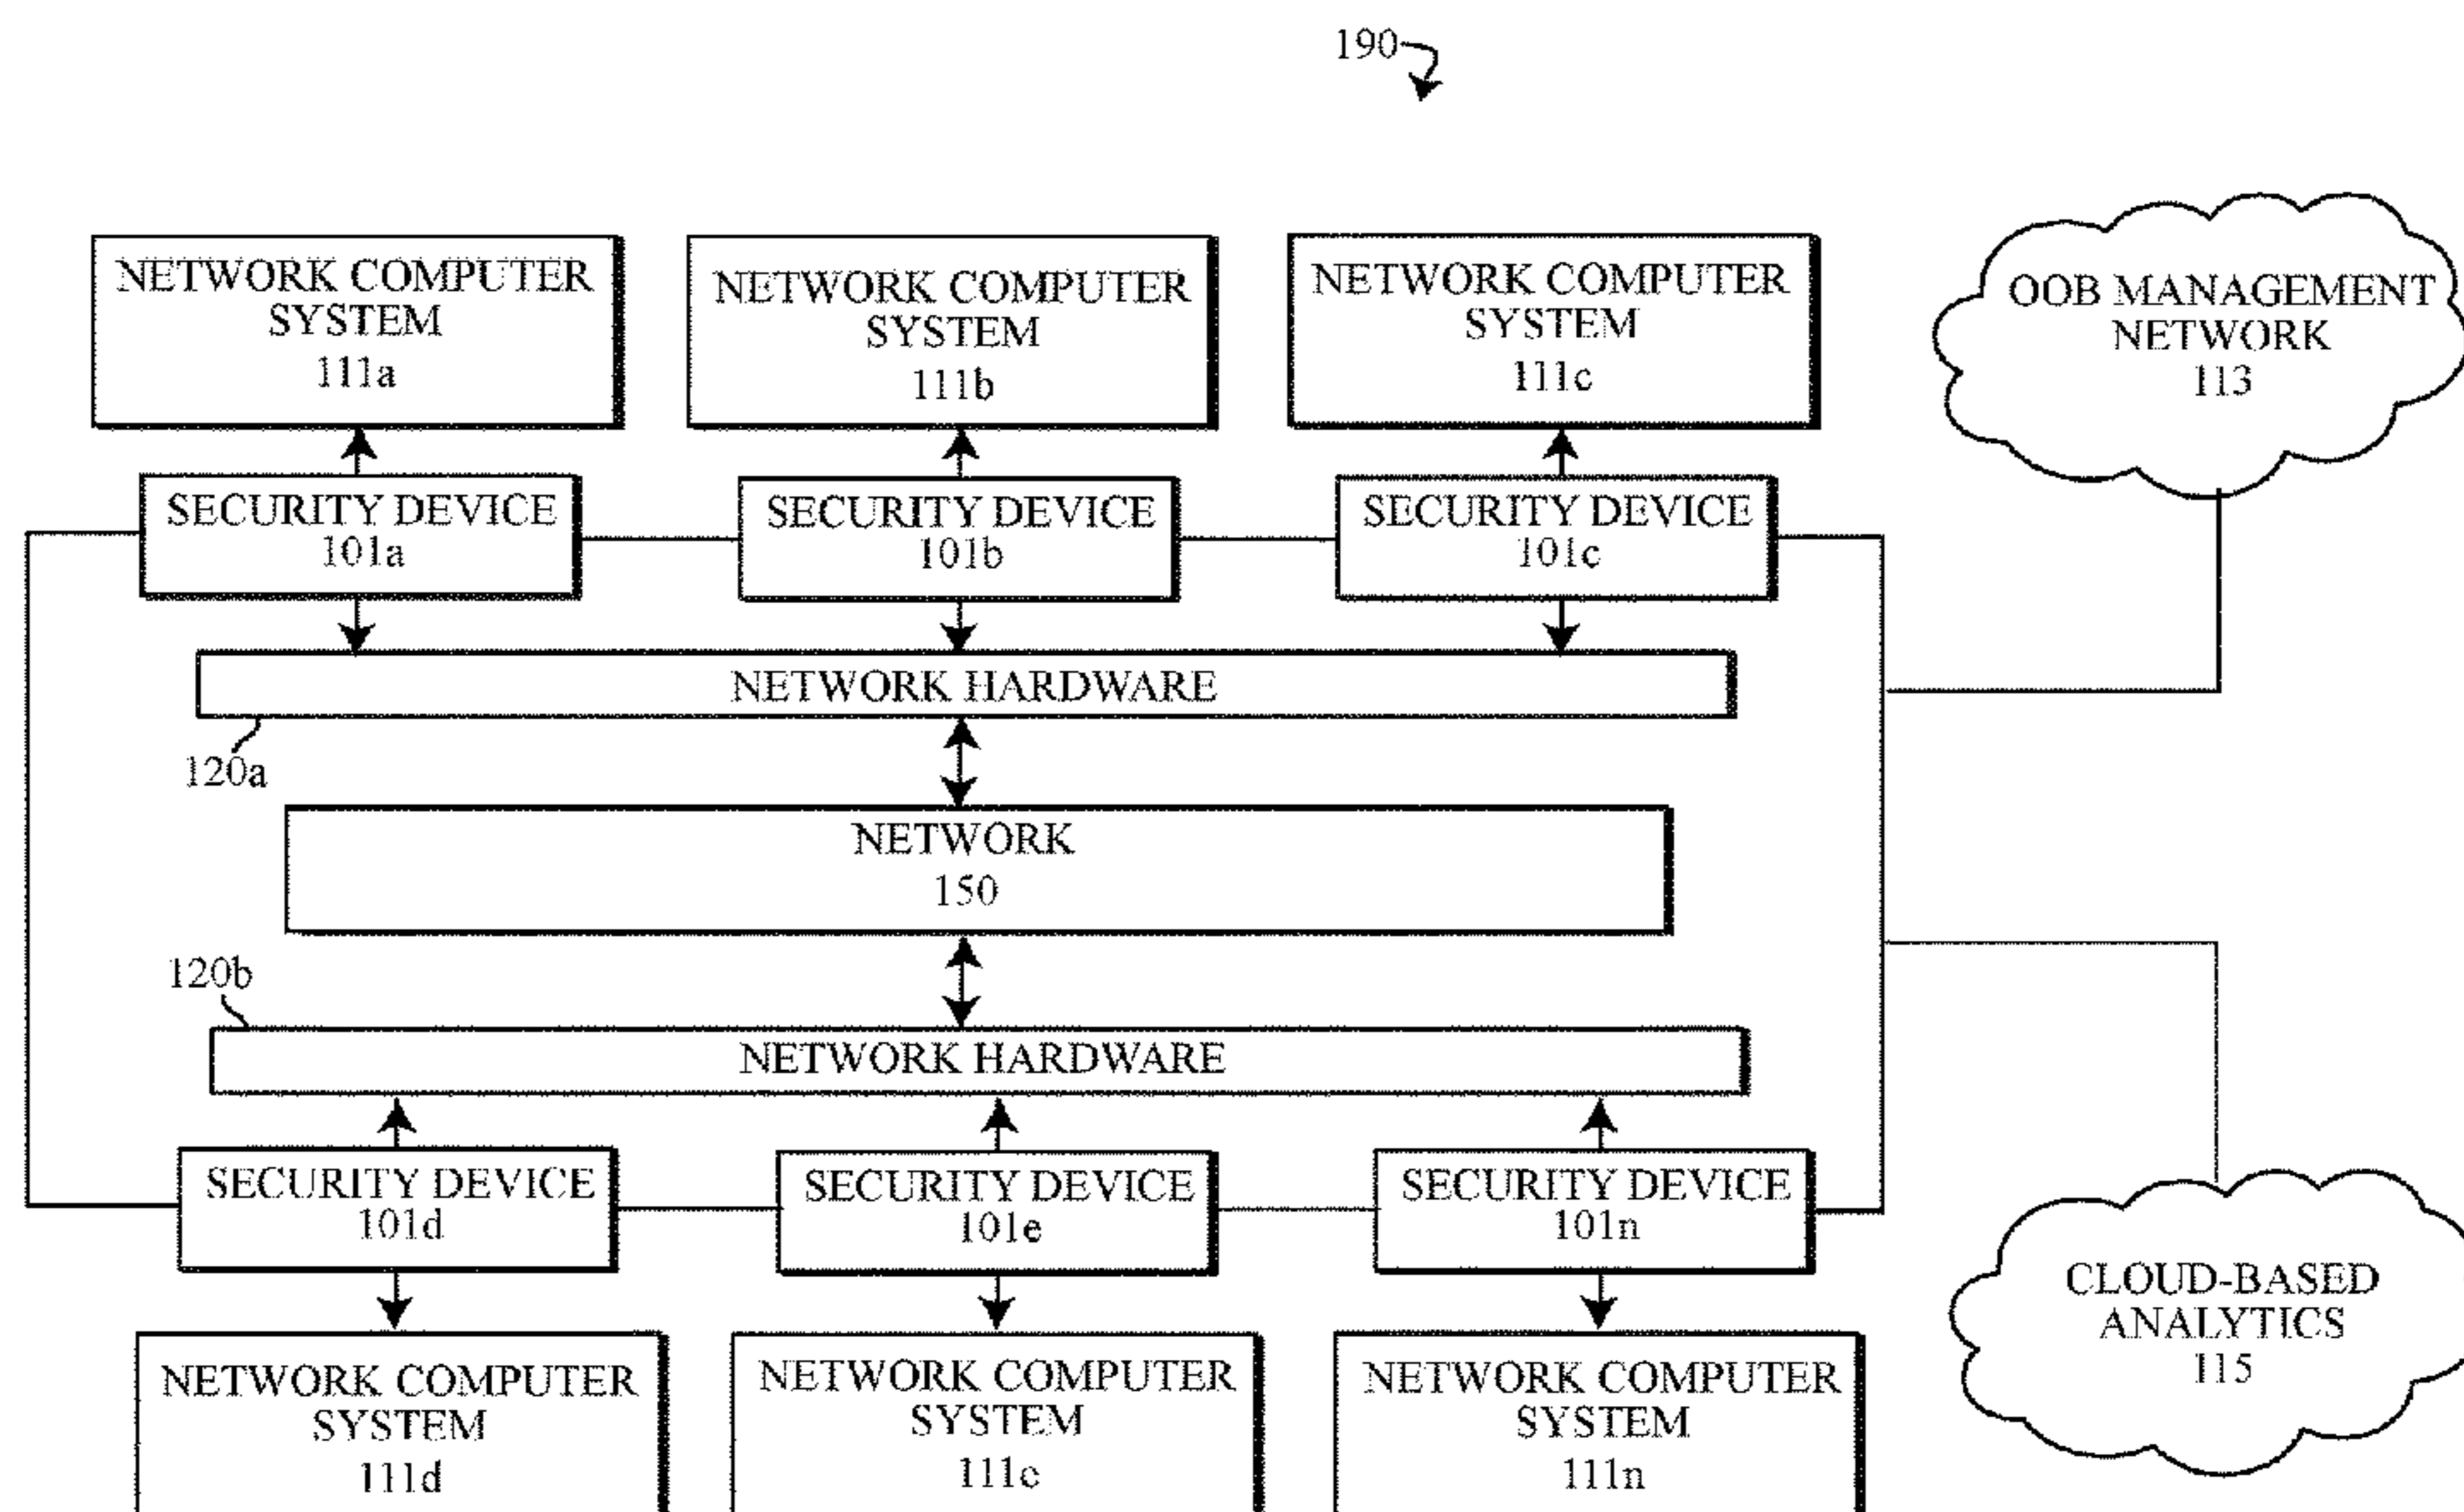 190
NETWORK COMPUTER
SYSTEM
111a
NETWORK COMPUTER
SYSTEM
111b
NETWORK COMPUTER
SYSTEM
111c
OOB MANAGEMENT
NETWORK
113
SECURITY DEVICE
101a
SECURITY DEVICE
101b
SECURITY DEVICE
101c
NETWORK HARDWARE
120a
NETWORK
150
120b
NETWORK HARDWARE
SECURITY DEVICE
101d
SECURITY DEVICE
101e
SECURITY DEVICE
101n
CLOUD-BASED
ANALYTICS
115
NETWORK COMPUTER
SYSTEM
111d
NETWORK COMPUTER
SYSTEM
111e
NETWORK COMPUTER
SYSTEM
111n